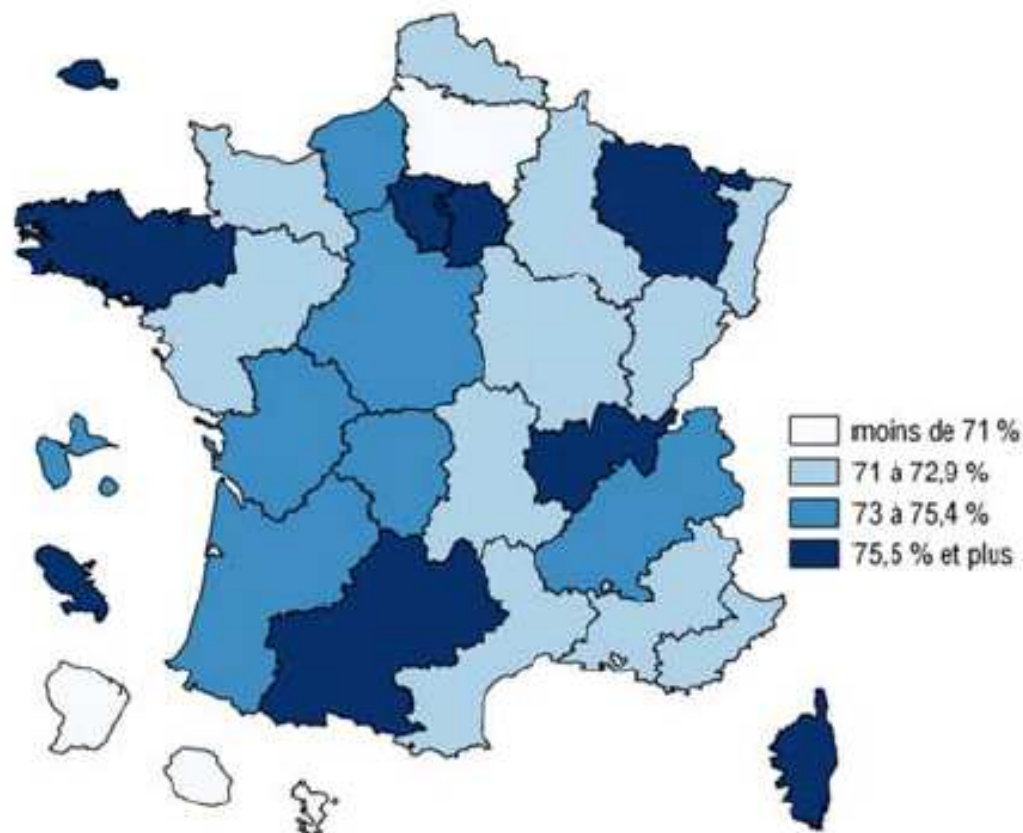 moins de 71 %
71 à 72,9 %
73 à 75,4 %
75,5 % et plus